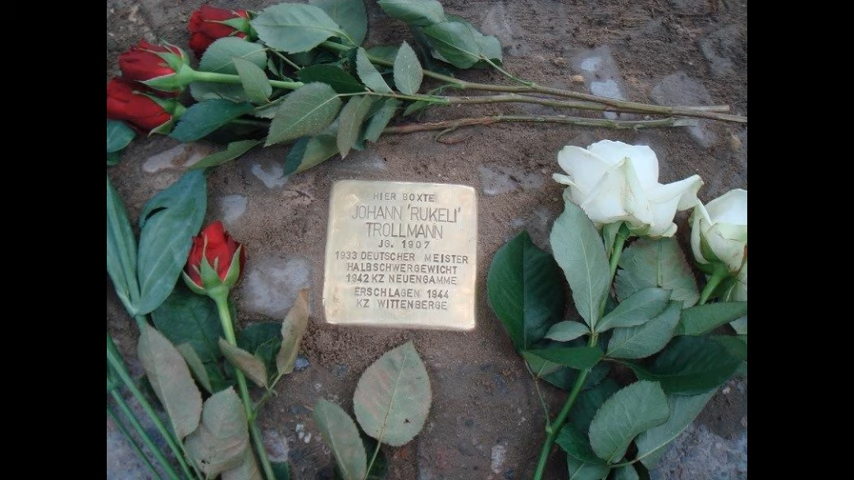 HIER BOXTE
JOHANN 'RUKELI'
TROLLMANN
JG. 1907
1933 DEUTSCHER MEISTER
HALBSCHWERGEWICHT
1942 KZ NEUENGAMME
ERSCHLAGEN 1944
KZ WITTENBERGE